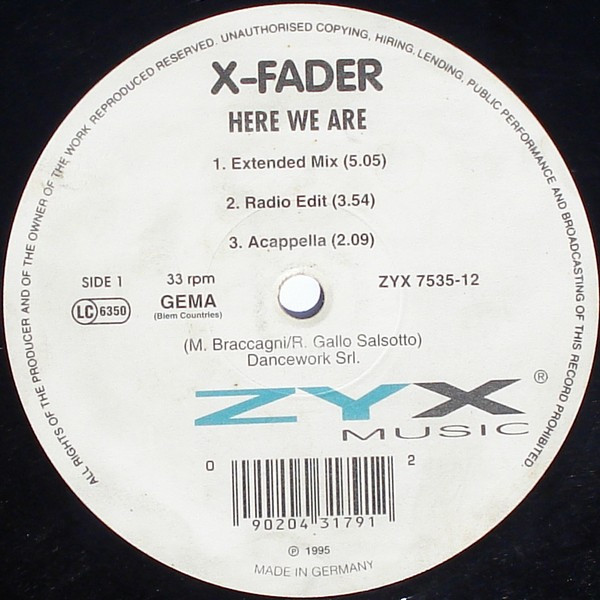 ALL RIGHTS OF THE PRODUCER AND OF THE OWNER OF THE WORK REPRODUCED RESERVED. UNAUTHORISED COPYING, HIRING, LENDING, PUBLIC PERFORMANCE AND BROADCASTING OF THIS RECORD PROHIBITED.
X-FADER
HERE WE ARE
1. Extended Mix (5.05)
2. Radio Edit (3.54)
3. Acappella (2.09)
SIDE 1 33 rpm ZYX 7535-12
LC 6350 GEMA
(Biem Countries)
(M. Braccagni/R. Gallo Salsotto)
Dancework Srl.
ZYX ®
MUSIC
0 90204 31791 2
℗ 1995
MADE IN GERMANY